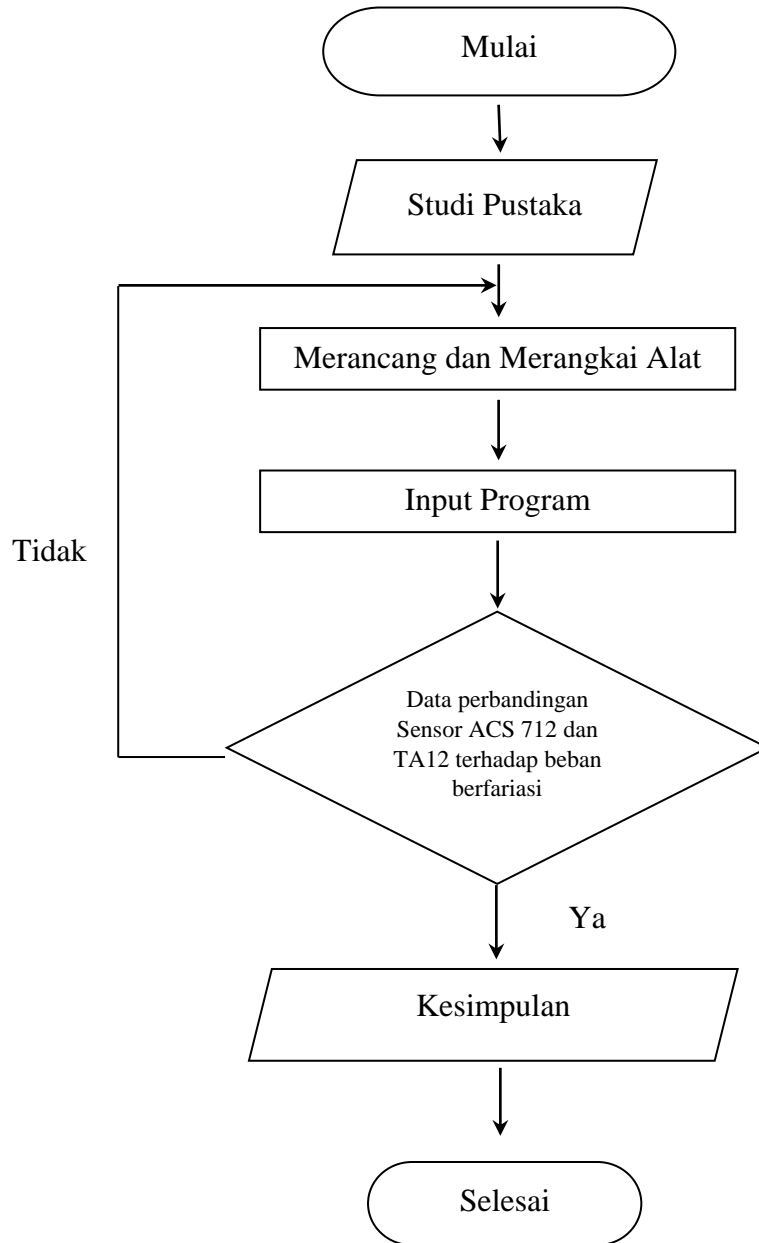 Mulai
Studi Pustaka
Merancang dan Merangkai Alat
Input Program
Tidak
Data perbandingan
Sensor ACS 712 dan
TA12 terhadap beban
berfariasi
Ya
Kesimpulan
Selesai